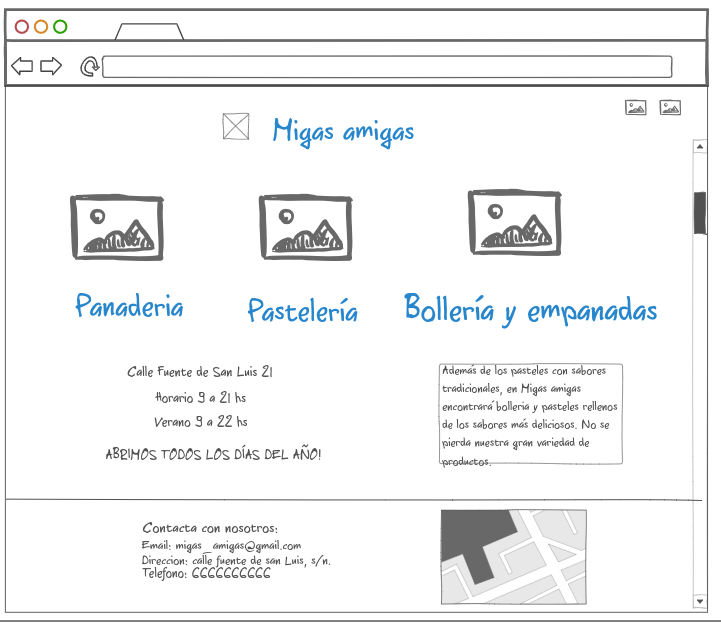 Migas amigas
Panaderia
Pastelería
Bollería y empanadas
Calle Fuente de San Luis 21
Horario 9 a 21 hs
Verano 9 a 22 hs
ABRIMOS TODOS LOS DÍAS DEL AÑO!
Además de los pasteles con sabores
tradicionales, en Migas amigas
encontrará bolleria y pasteles rellenos
de los sabores más deliciosos. No se
pierda nuestra gran variedad de
productos.
Contacta con nosotros:
Email: migas_amigas@gmail.com
Direccion: calle fuente de san Luis, s/n.
Telefono: 6666666666